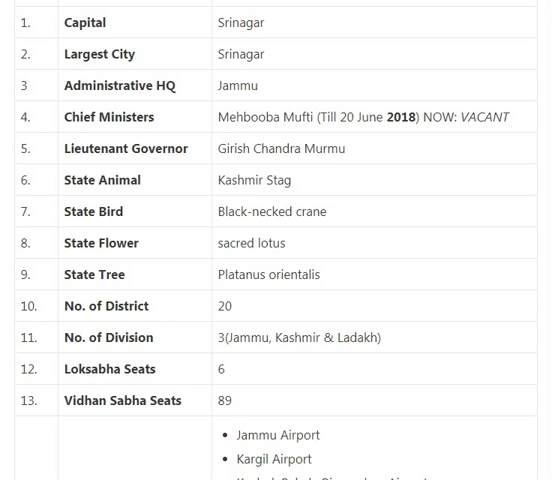 1. Capital Srinagar
2. Largest City Srinagar
3 Administrative HQ Jammu
4. Chief Ministers Mehbooba Mufti (Till 20 June 2018) NOW: VACANT
5. Lieutenant Governor Girish Chandra Murmu
6. State Animal Kashmir Stag
7. State Bird Black-necked crane
8. State Flower sacred lotus
9. State Tree Platanus orientalis
10. No. of District 20
11. No. of Division 3(Jammu, Kashmir & Ladakh)
12. Loksabha Seats 6
13. Vidhan Sabha Seats 89
• Jammu Airport
• Kargil Airport